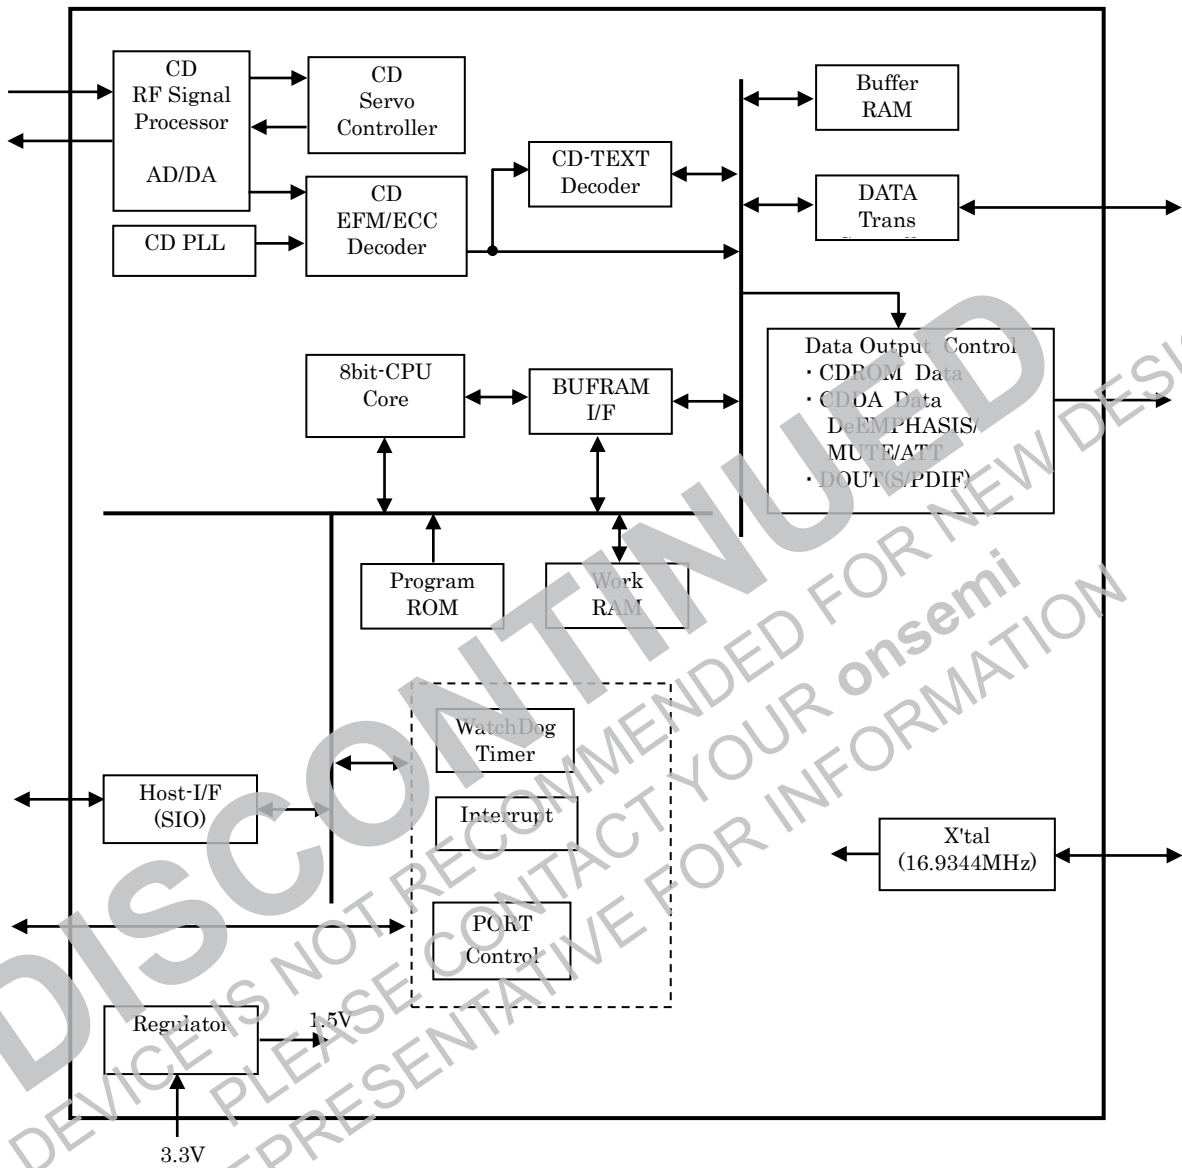 CD
RF Signal
Processor
AD/DA
CD
Servo
Controller
CD PLL
CD
EFM/ECC
Decoder
CD-TEXT
Decoder
Buffer
RAM
DATA
Trans
8bit-CPU
Core
BUFRAM
I/F
Data Output Control
・CDROM Data
・CDDA Data
DeEMPHASIS/
MUTE/ATT
・DOUT(S/PDIF)
Program
ROM
Work
RAM
WatchDog
Timer
Interrupt
PORT
Control
Host-I/F
(SIO)
X'tal
(16.9344MHz)
Regulator
1.5V
3.3V
DISCONTINUED
DEVICE IS NOT RECOMMENDED FOR NEW
PLEASE CONTACT YOUR onsemi
FOR INFORMATION